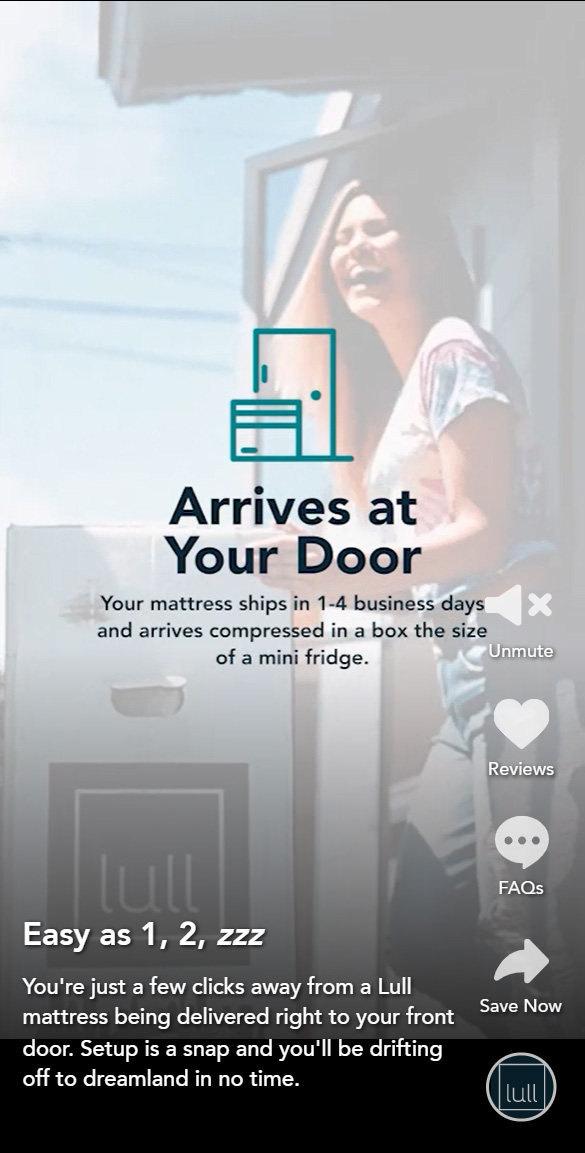 Arrives at
Your Door
Your mattress ships in 1-4 business days
and arrives compressed in a box the size
of a mini fridge.
Unmute
Reviews
FAQs
lull
Easy as 1, 2, zzz
Save Now
You're just a few clicks away from a Lull
mattress being delivered right to your front
door. Setup is a snap and you'll be drifting
off to dreamland in no time.
lull